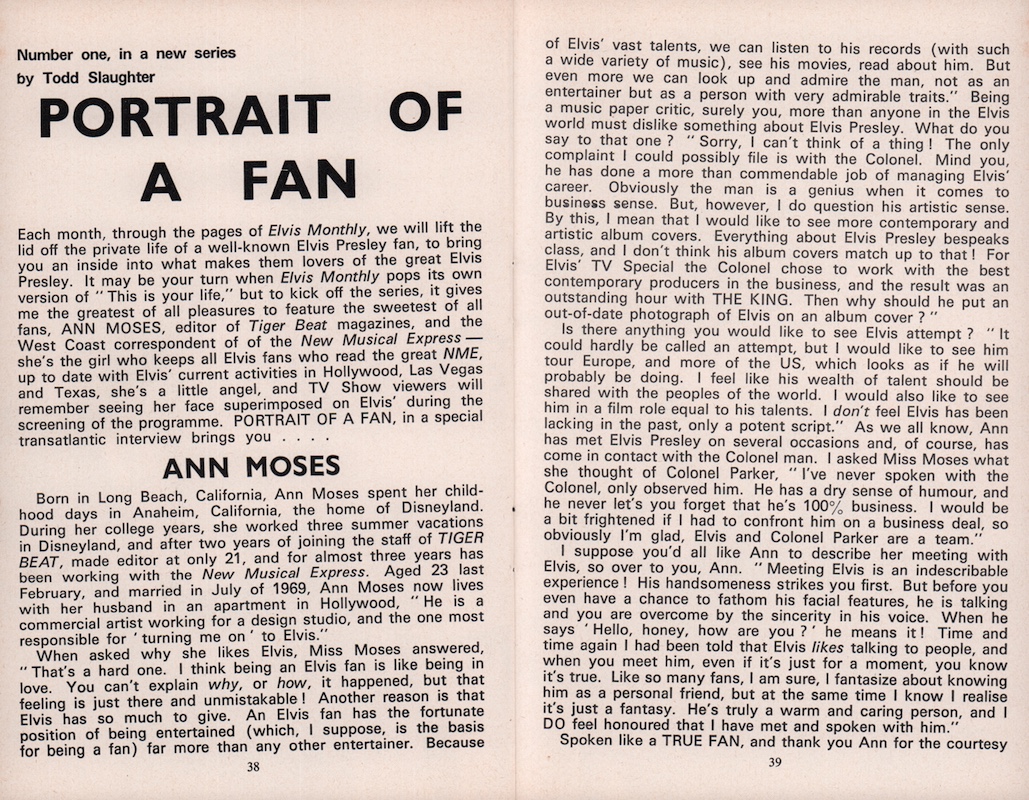 Number one, in a new series
by Todd Slaughter
PORTRAIT OF
A FAN
Each month, through the pages of Elvis Monthly, we will lift the
lid off the private life of a well-known Elvis Presley fan, to bring
you an inside into what makes them lovers of the great Elvis
Presley. It may be your turn when Elvis Monthly pops its own
version of "This is your life," but to kick off the series, it gives
me the greatest of all pleasures to feature the sweetest of all
fans, ANN MOSES, editor of Tiger Beat magazines, and the
West Coast correspondent of of the New Musical Express—
she's the girl who keeps all Elvis fans who read the great NME,
up to date with Elvis' current activities in Hollywood, Las Vegas
and Texas, she's a little angel, and TV Show viewers will
remember seeing her face superimposed on Elvis' during the
screening of the programme. PORTRAIT OF A FAN, in a special
transatlantic interview brings you . . . .
ANN MOSES
Born in Long Beach, California, Ann Moses spent her child-
hood days in Anaheim, California, the home of Disneyland.
During her college years, she worked three summer vacations
in Disneyland, and after two years of joining the staff of TIGER
BEAT, made editor at only 21, and for almost three years has
been working with the New Musical Express. Aged 23 last
February, and married in July of 1969, Ann Moses now lives
with her husband in an apartment in Hollywood, "He is a
commercial artist working for a design studio, and the one most
responsible for 'turning me on' to Elvis."
When asked why she likes Elvis, Miss Moses answered,
"That's a hard one. I think being an Elvis fan is like being in
love. You can't explain why, or how, it happened, but that
feeling is just there and unmistakable! Another reason is that
Elvis has so much to give. An Elvis fan has the fortunate
position of being entertained (which, I suppose, is the basis
for being a fan) far more than any other entertainer. Because
38
of Elvis' vast talents, we can listen to his records (with such
a wide variety of music), see his movies, read about him. But
even more we can look up and admire the man, not as an
entertainer but as a person with very admirable traits." Being
a music paper critic, surely you, more than anyone in the Elvis
world must dislike something about Elvis Presley. What do you
say to that one? "Sorry, I can't think of a thing! The only
complaint I could possibly file is with the Colonel. Mind you,
he has done a more than commendable job of managing Elvis'
career. Obviously the man is a genius when it comes to
business sense. But, however, I do question his artistic sense.
By this, I mean that I would like to see more contemporary and
artistic album covers. Everything about Elvis Presley bespeaks
class, and I don't think his album covers match up to that! For
Elvis' TV Special the Colonel chose to work with the best
contemporary producers in the business, and the result was an
outstanding hour with THE KING. Then why should he put an
out-of-date photograph of Elvis on an album cover?"
Is there anything you would like to see Elvis attempt? "It
could hardly be called an attempt, but I would like to see him
tour Europe, and more of the US, which looks as if he will
probably be doing. I feel like his wealth of talent should be
shared with the peoples of the world. I would also like to see
him in a film role equal to his talents. I don't feel Elvis has been
lacking in the past, only a potent script." As we all know, Ann
has met Elvis Presley on several occasions and, of course, has
come in contact with the Colonel man. I asked Miss Moses what
she thought of Colonel Parker, "I've never spoken with the
Colonel, only observed him. He has a dry sense of humour, and
he never let's you forget that he's 100% business. I would be
a bit frightened if I had to confront him on a business deal, so
obviously I'm glad, Elvis and Colonel Parker are a team."
I suppose you'd all like Ann to describe her meeting with
Elvis, so over to you, Ann. "Meeting Elvis is an indescribable
experience! His handsomeness strikes you first. But before you
even have a chance to fathom his facial features, he is talking
and you are overcome by the sincerity in his voice. When he
says 'Hello, honey, how are you?' he means it! Time and
time again I had been told that Elvis likes talking to people, and
when you meet him, even if it's just for a moment, you know
it's true. Like so many fans, I am sure, I fantasize about knowing
him as a personal friend, but at the same time I know I realise
it's just a fantasy. He's truly a warm and caring person, and I
DO feel honoured that I have met and spoken with him."
Spoken like a TRUE FAN, and thank you Ann for the courtesy
39